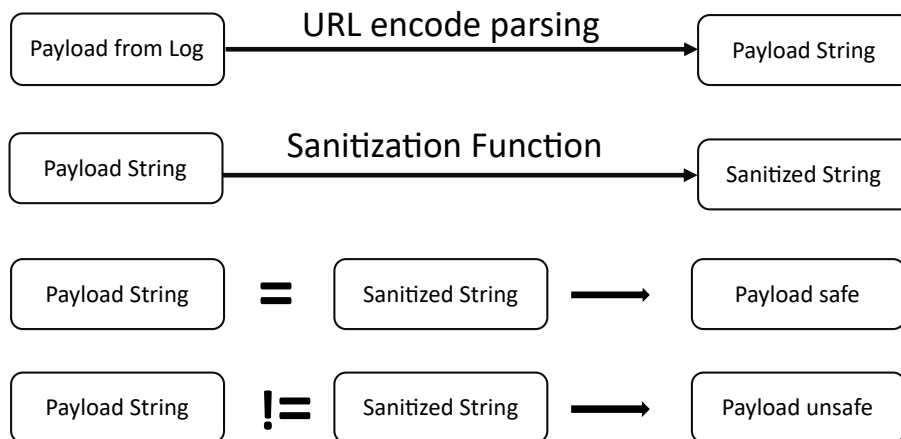 Payload from Log URL encode parsing Payload String
Payload String Sanitization Function Sanitized String
Payload String = Sanitized String Payload safe
Payload String != Sanitized String Payload unsafe